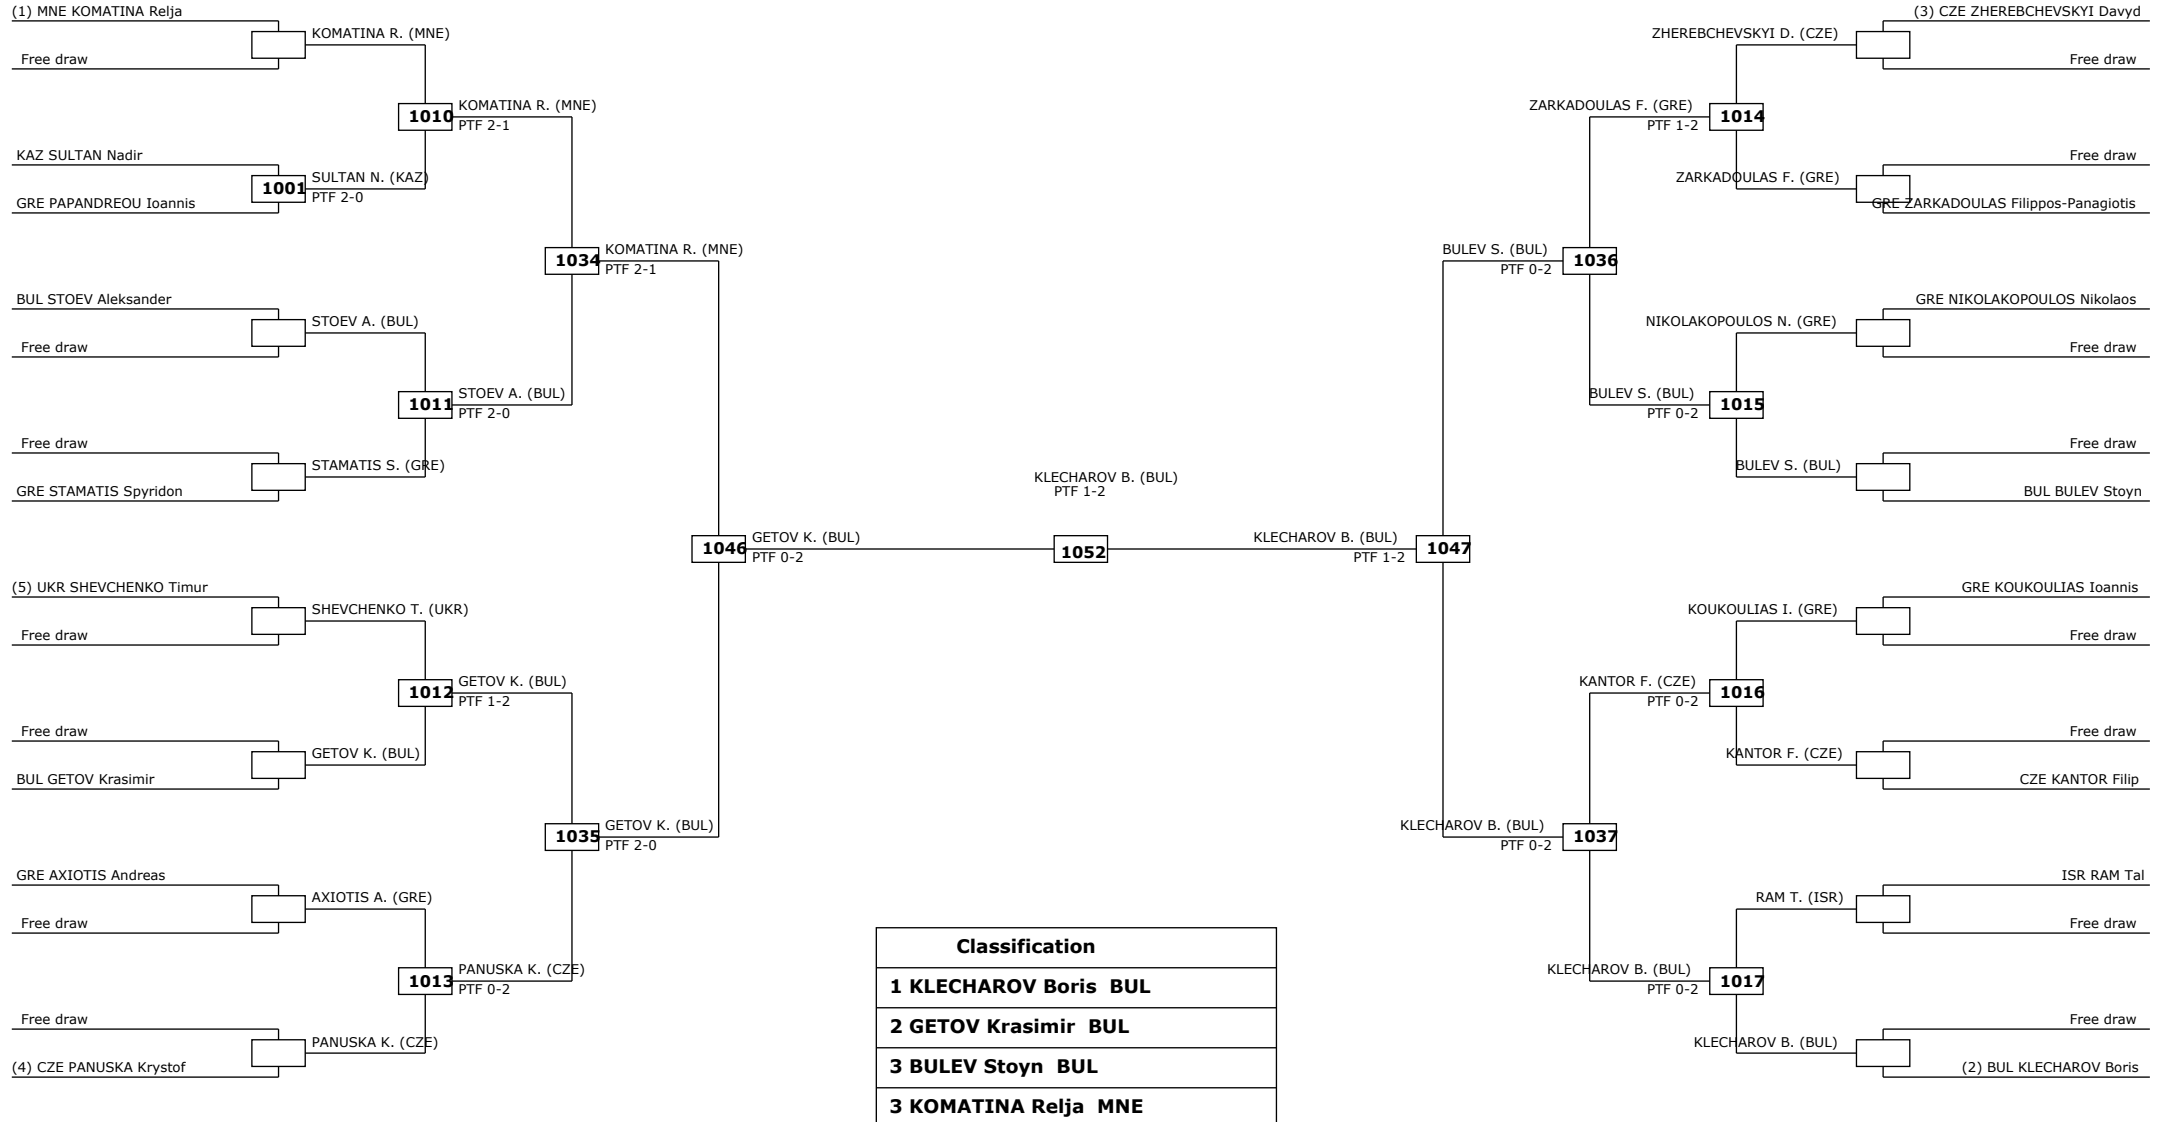 (1) MNE KOMATINA Relja
KOMATINA R. (MNE)
Free draw
KOMATINA R. (MNE)
1010
PTF 2-1
KAZ SULTAN Nadir
SULTAN N. (KAZ)
1001
PTF 2-0
GRE PAPANDREOU Ioannis
KOMATINA R. (MNE)
1034
PTF 2-1
BUL STOEV Aleksander
STOEV A. (BUL)
Free draw
STOEV A. (BUL)
1011
PTF 2-0
Free draw
STAMATIS S. (GRE)
GRE STAMATIS Spyridon
GETOV K. (BUL)
1046
PTF 0-2
(5) UKR SHEVCHENKO Timur
SHEVCHENKO T. (UKR)
Free draw
GETOV K. (BUL)
1012
PTF 1-2
Free draw
GETOV K. (BUL)
BUL GETOV Krasimir
GETOV K. (BUL)
1035
PTF 2-0
GRE AXIOTIS Andreas
AXIOTIS A. (GRE)
Free draw
PANUSKA K. (CZE)
1013
PTF 0-2
Free draw
PANUSKA K. (CZE)
(4) CZE PANUSKA Krystof
KLECHAROV B. (BUL)
PTF 1-2
1052
(3) CZE ZHEREBCHEVSKYI Davyd
ZHEREBCHEVSKYI D. (CZE)
Free draw
ZARKADOULAS F. (GRE)
1014
PTF 1-2
Free draw
ZARKADOULAS F. (GRE)
GRE ZARKADOULAS Filippos-Panagiotis
BULEV S. (BUL)
1036
PTF 0-2
GRE NIKOLAKOPOULOS Nikolaos
NIKOLAKOPOULOS N. (GRE)
Free draw
BULEV S. (BUL)
1015
PTF 0-2
Free draw
BULEV S. (BUL)
BUL BULEV Stoyn
KLECHAROV B. (BUL)
1047
PTF 1-2
GRE KOUKOULIAS Ioannis
KOUKOULIAS I. (GRE)
Free draw
KANTOR F. (CZE)
1016
PTF 0-2
Free draw
KANTOR F. (CZE)
CZE KANTOR Filip
KLECHAROV B. (BUL)
1037
PTF 0-2
ISR RAM Tal
RAM T. (ISR)
Free draw
KLECHAROV B. (BUL)
1017
PTF 0-2
Free draw
KLECHAROV B. (BUL)
(2) BUL KLECHAROV Boris
Classification
1 KLECHAROV Boris BUL
2 GETOV Krasimir BUL
3 BULEV Stoyn BUL
3 KOMATINA Relja MNE